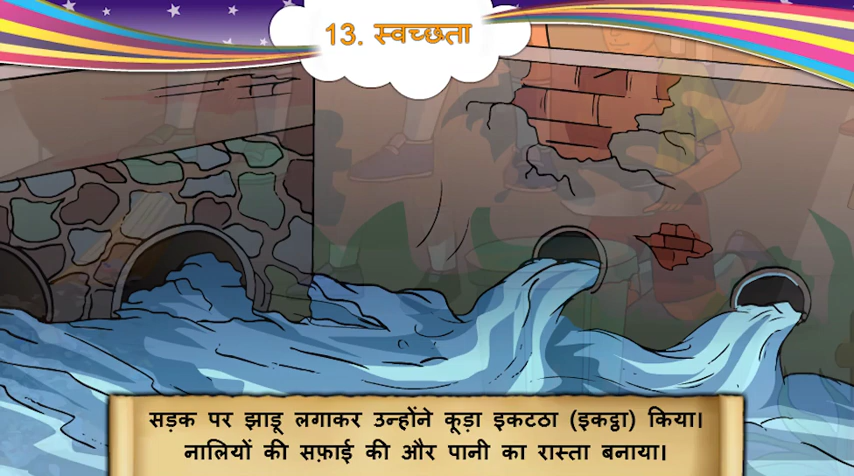 13. स्वच्छता
सड़क पर झाडू लगाकर उन्होंने कूड़ा इकटठा (इकट्ठा) किया।
नालियों की सफ़ाई की और पानी का रास्ता बनाया।